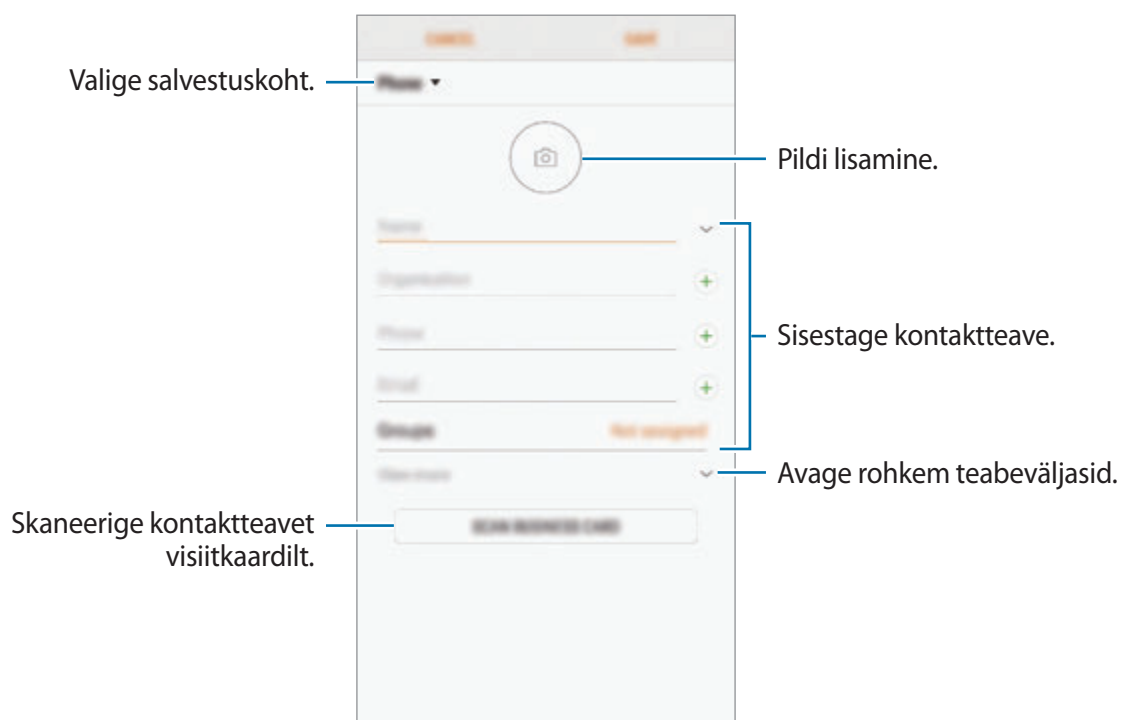 CANCEL
SAVE
Valige salvestuskoht.
Phone
Pildi lisamine.
Name
Organisation
Phone
Sisestage kontaktteave.
Email
Groups
Not assigned
View more
Avage rohkem teabeväljasid.
Skaneerige kontaktteavet
visiitkaardilt.
SCAN BUSINESS CARD